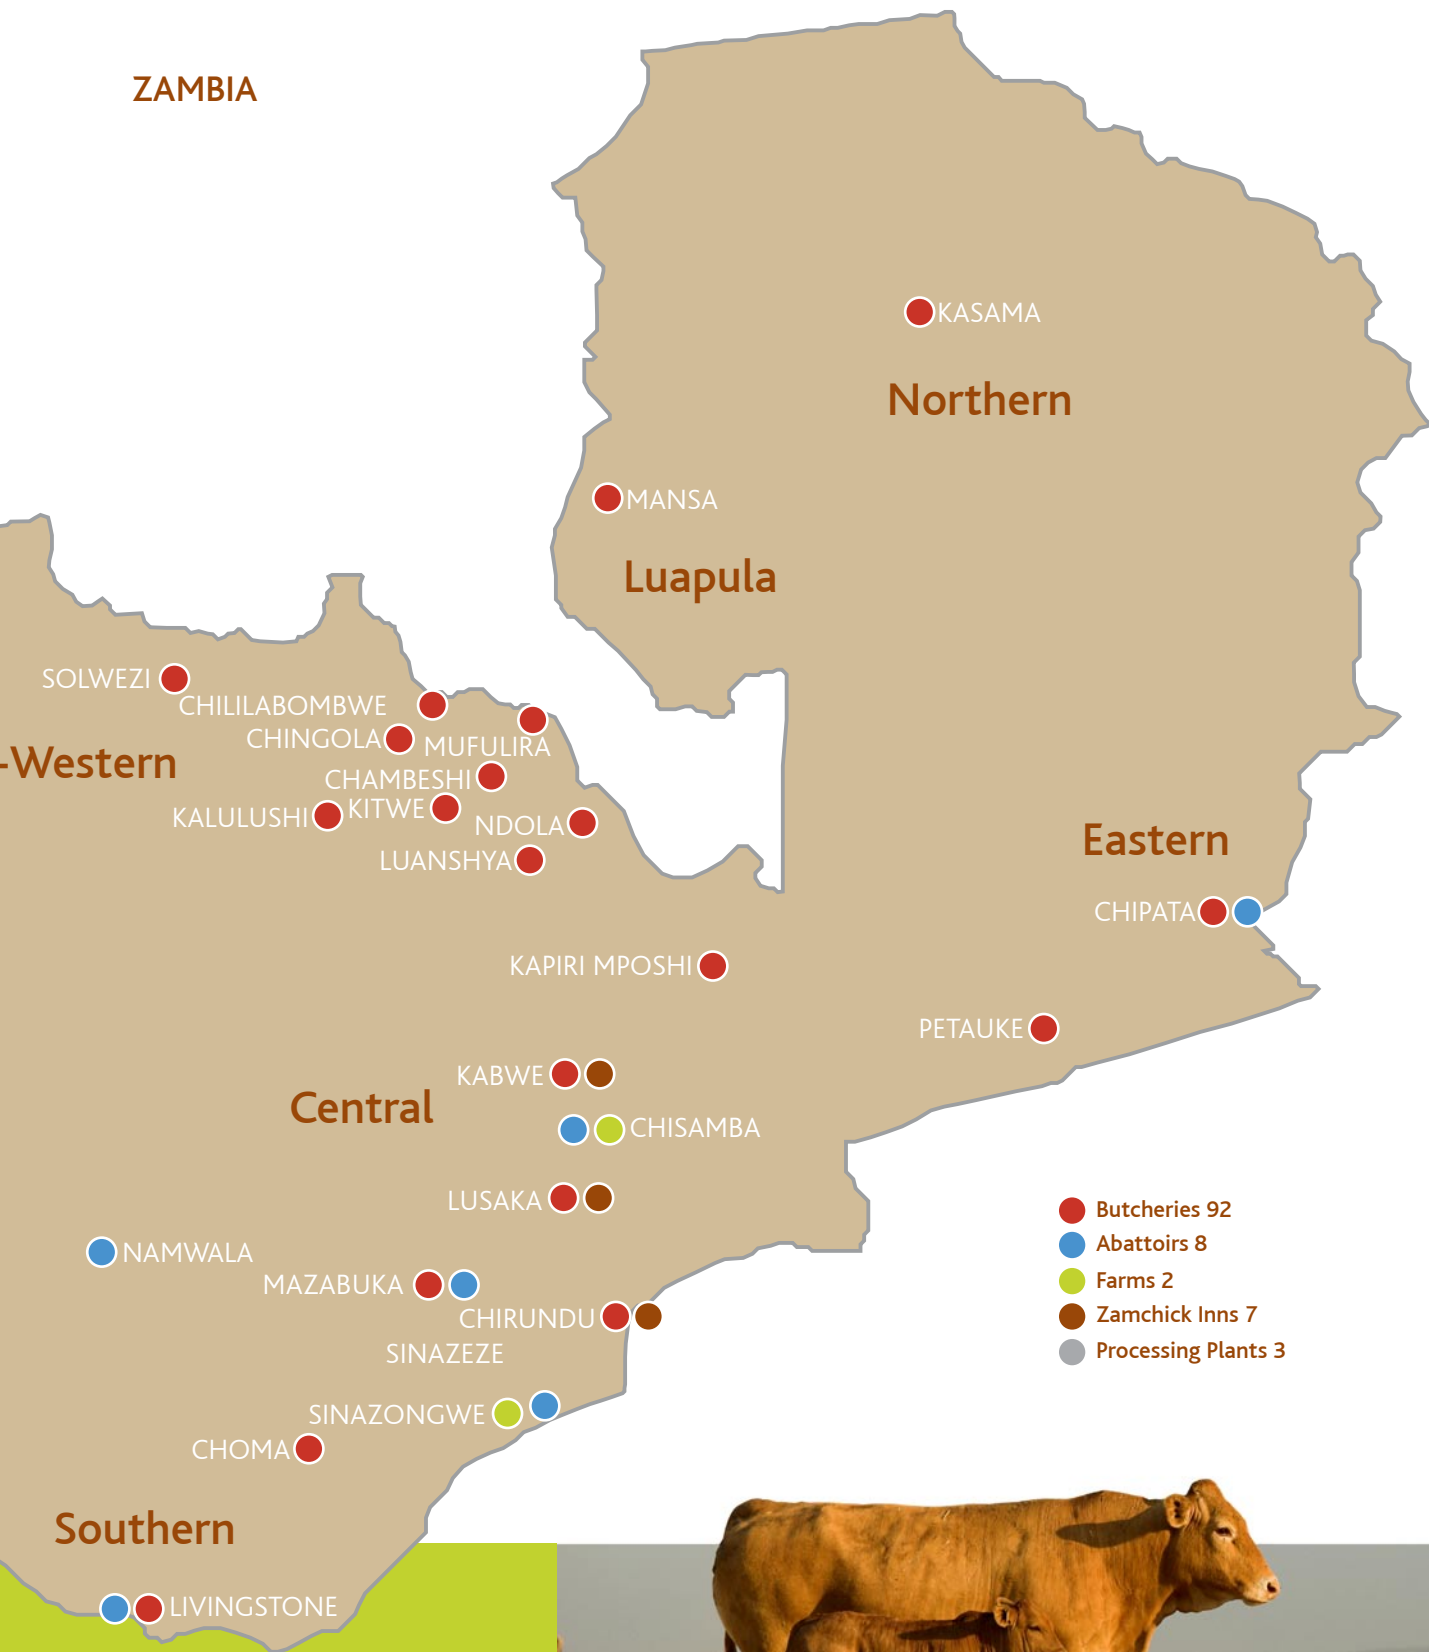 ZAMBIA
KASAMA
Northern
MANSA
Luapula
SOLWEZI
CHILILABOMBWE
CHINGOLA
MUFULIRA
-Western
CHAMBESHI
KALULUSHI
KITWE
NDOLA
LUANSHYA
Eastern
CHIPATA
KAPIRI MPOSHI
PETAUKE
KABWE
Central
CHISAMBA
LUSAKA
NAMWALA
MAZABUKA
CHIRUNDU
SINAZEZE
SINAZONGWE
CHOMA
Southern
LIVINGSTONE
Butcheries 92
Abattoirs 8
Farms 2
Zamchick Inns 7
Processing Plants 3